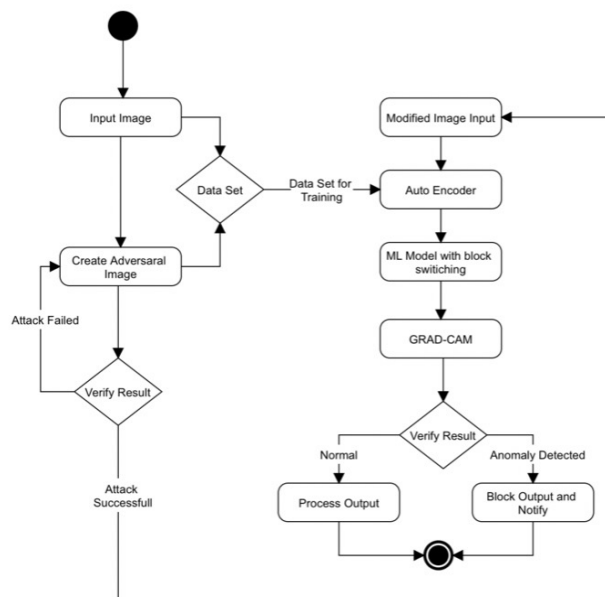 Input Image
Modified Image Input
Data Set
Data Set for
Training
Auto Encoder
Create Adversaral
Image
ML Model with block
switiching
Attack Failed
GRAD-CAM
Verify Result
Verify Result
Normal
Anomaly Detected
Attack
Successfull
Process Output
Block Output and
Notify